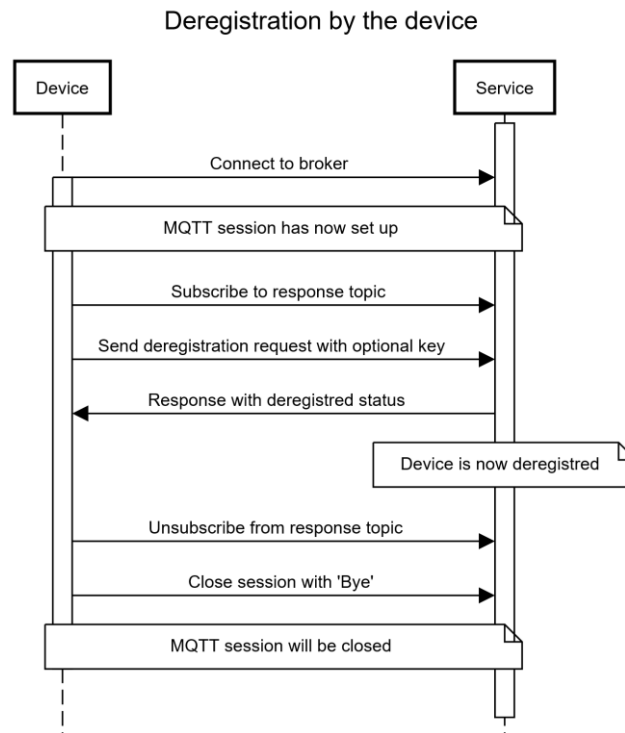 Deregistration by the device
Device
Service
Connect to broker
MQTT session has now set up
Subscribe to response topic
Send deregistration request with optional key
Response with deregistred status
Device is now deregistred
Unsubscribe from response topic
Close session with 'Bye'
MQTT session will be closed